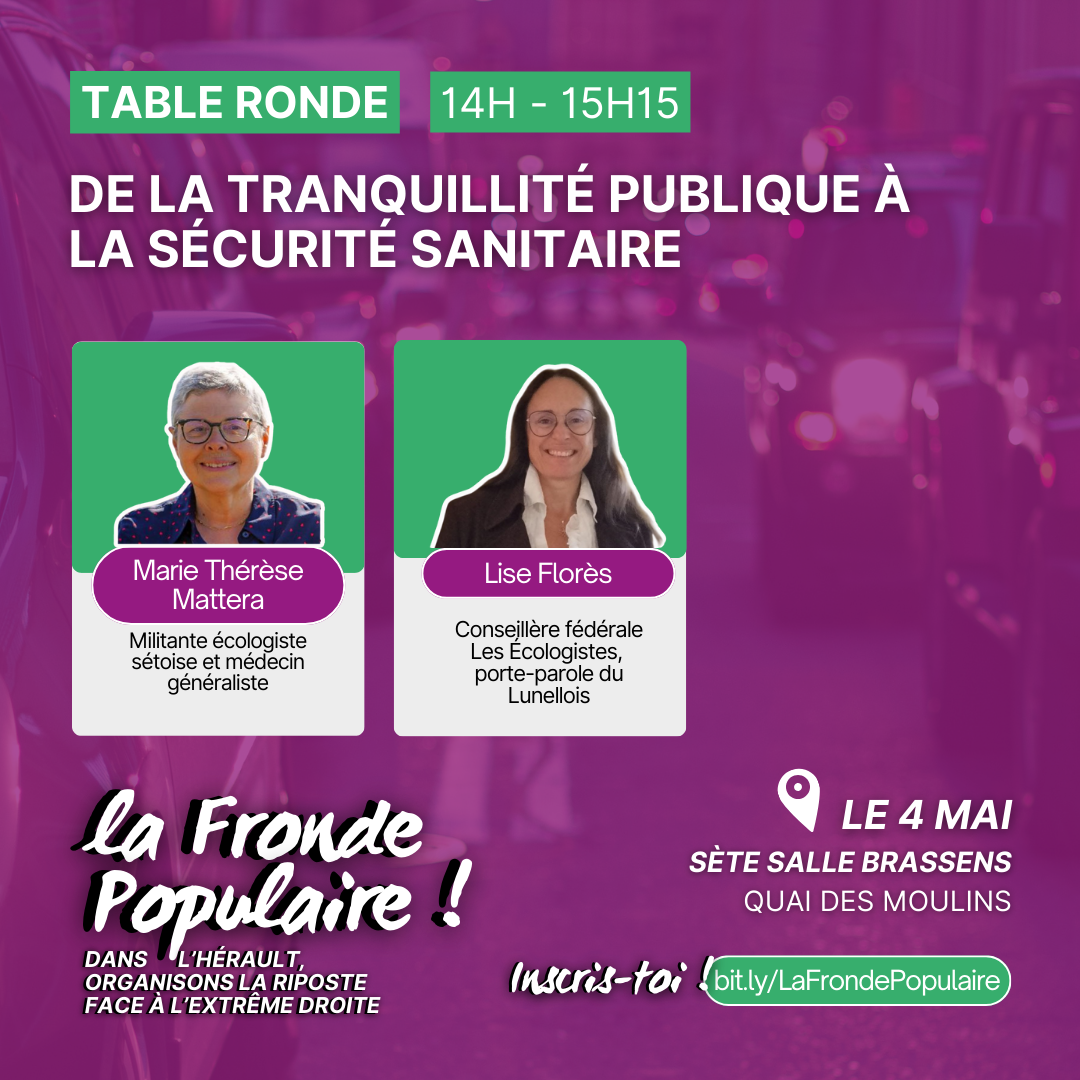 TABLE RONDE
14H - 15H15
DE LA TRANQUILLITÉ PUBLIQUE À
LA SÉCURITÉ SANITAIRE
Marie Thérèse
Mattera
Militante écologiste
sétoise et médecin
généraliste
Lise Florès
Conseillère fédérale
Les Écologistes,
porte-parole du
Lunellois
la Fronde
Populaire !
DANS L'HÉRAULT,
ORGANISONS LA RIPOSTE
FACE À L'EXTRÊME DROITE
LE 4 MAI
SÈTE SALLE BRASSENS
QUAI DES MOULINS
Inscris-toi !
bit.ly/LaFrondePopulaire